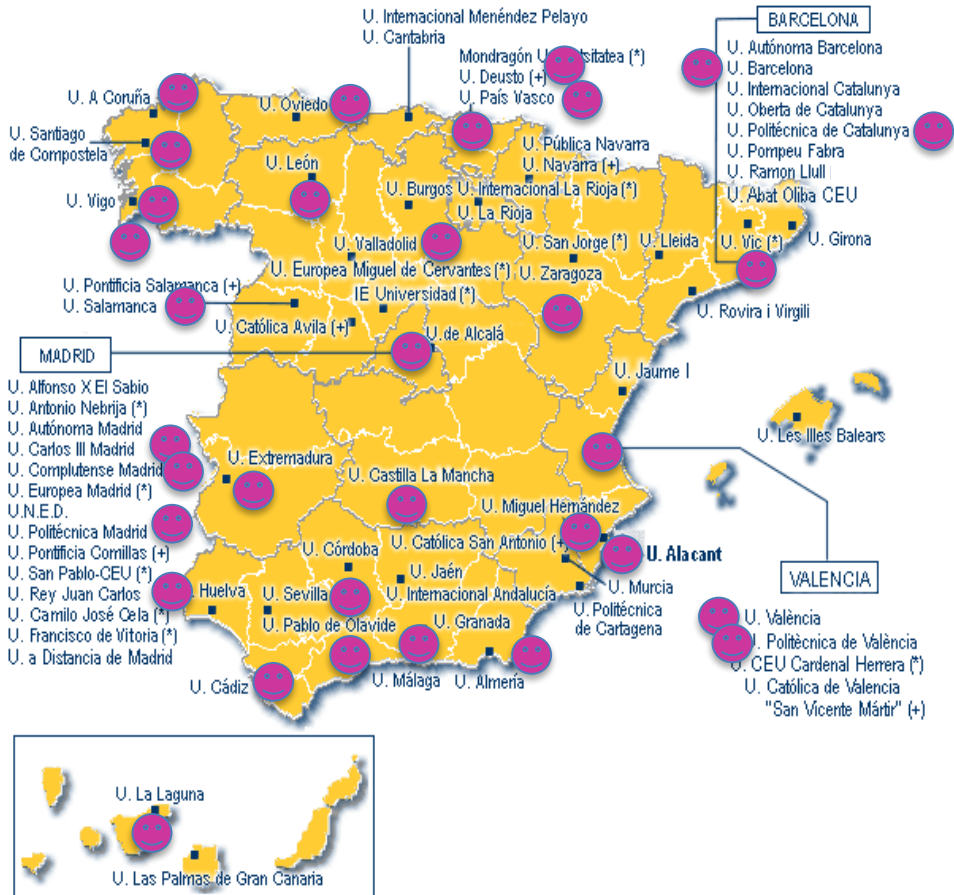 U. Internacional Menéndez Pelayo
U. Cantabria
Mondragón U (*)
U. Deusto (+)
U. País Vasco
BARCELONA
U. Autónoma Barcelona
U. Barcelona
U. Internacional Catalunya
U. Oberta de Catalunya
U. Politécnica de Catalunya
U. Pompeu Fabra
U. Ramon Llull
U. Abat Oliba CEU
U. A Coruña
U. Oviedo
U. Santiago
de Compostela
U. León
U. Pública Navarra
U. Navarra (+)
U. Burgos
U. Internacional La Rioja (*)
U. La Rioja
U. Vigo
U. Valladolid
U. San Jorge (*)
U. Lleida
U. Vic (*)
U. Girona
U. Europea Miguel de Cervantes (*)
U. Zaragoza
U. Pontificia Salamanca (+)
U. Salamanca
IE Universidad (*)
U. Católica Avila (+)
U. Rovira i Virgili
U.de Alcalá
MADRID
U. Alfonso X El Sabio
U. Antonio Nebrija (*)
U. Autónoma Madrid
U. Carlos III Madrid
U. Complutense Madrid
U. Europea Madrid (*)
U.N.E.D.
U. Politécnica Madrid
U. Pontificia Comillas (+)
U. San Pablo-CEU (*)
U. Rey Juan Carlos
U. Camilo José Cela (*)
U. Francisco de Vitoria (*)
U. a Distancia de Madrid
U. Jaume I
U. Les Illes Balears
U. Extremadura
U. Castilla La Mancha
U. Miguel Hernández
U. Católica San Antonio (+)
U. Alacant
U. Córdoba
U. Jaén
U. Murcia
Huelva
U. Sevilla
U. Internacional Andalucía
U. Politécnica
de Cartagena
U. Pablo de Olavide
U. Granada
U. Cádiz
U. Málaga
U. Almería
VALENCIA
U. València
U. Politècnica de València
U. CEU Cardenal Herrera (*)
U. Católica de Valencia
"San Vicente Mártir" (+)
U. La Laguna
U. Las Palmas de Gran Canaria